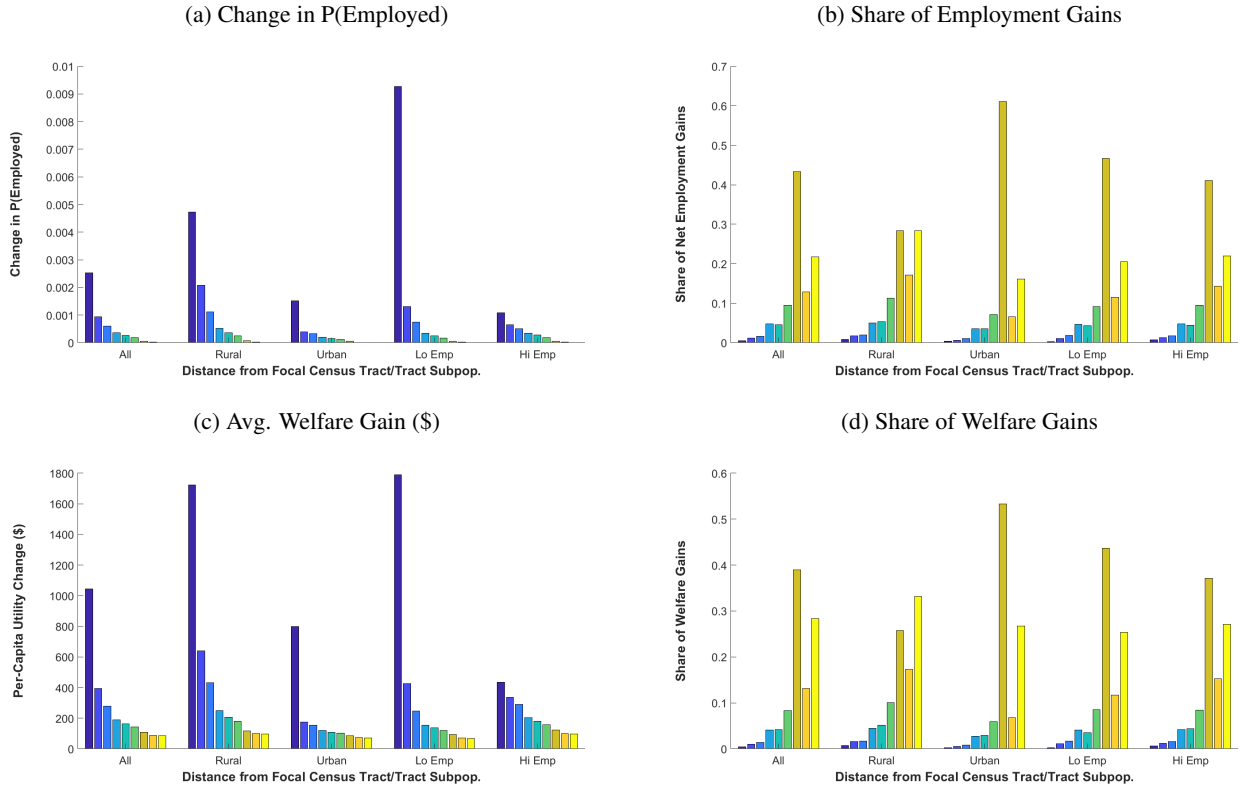 (a) Change in P(Employed)
0.01
0.009
0.008
0.007
0.006
0.005
0.004
0.003
0.002
0.001
0
Change in P(Employed)
All Rural Urban Lo Emp Hi Emp
Distance from Focal Census Tract/Tract Subpop.
(b) Share of Employment Gains
0.7
0.6
0.5
0.4
0.3
0.2
0.1
0
Share of Net Employment Gains
All Rural Urban Lo Emp Hi Emp
Distance from Focal Census Tract/Tract Subpop.
(c) Avg. Welfare Gain ($)
1800
1600
1400
1200
1000
800
600
400
200
0
Per-Capita Utility Change ($)
All Rural Urban Lo Emp Hi Emp
Distance from Focal Census Tract/Tract Subpop.
(d) Share of Welfare Gains
0.6
0.5
0.4
0.3
0.2
0.1
0
Share of Welfare Gains
All Rural Urban Lo Emp Hi Emp
Distance from Focal Census Tract/Tract Subpop.